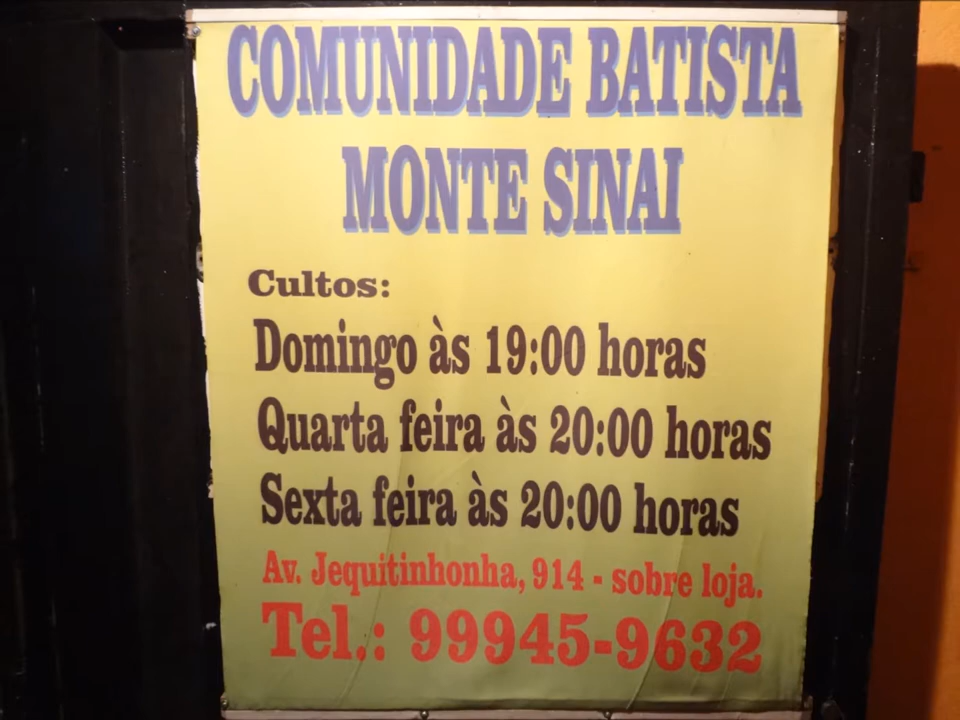 COMUNIDADE BATISTA
MONTE SINAI
Cultos:
Domingo às 19:00 horas
Quarta feira às 20:00 horas
Sexta feira às 20:00 horas
Av. Jequitinhonha, 914 - sobre loja.
Tel.: 99945-9632